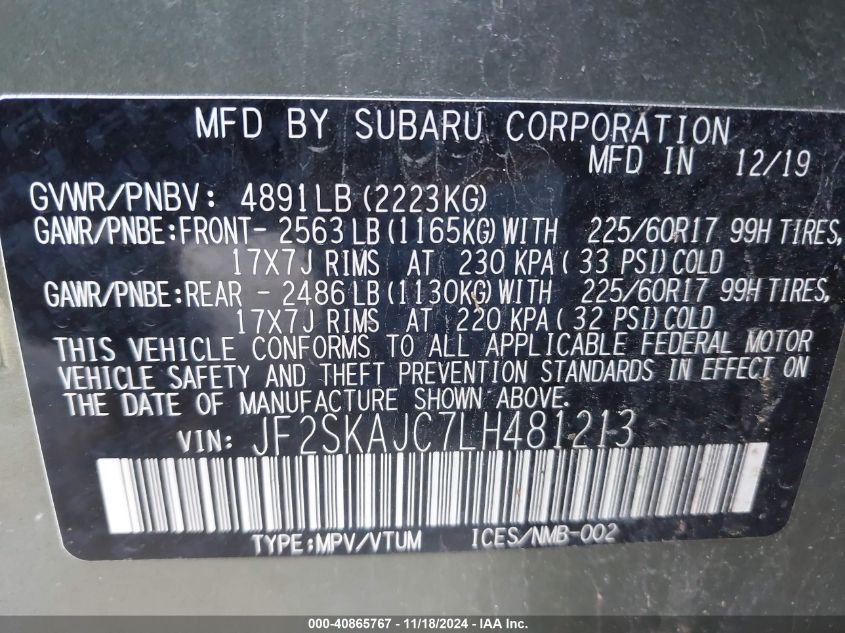 MFD BY SUBARU CORPORATION
MFD IN 12/19
GVWR/PNBV: 4891LB (2223KG)
GAWR/PNBE:FRONT- 2563 LB (1165KG) WITH 225/60R17 99H TIRES,
17X7J RIMS AT 230 KPA ( 33 PSI) COLD
GAWR/PNBE:REAR - 2486 LB (1130KG) WITH 225/60R17 99H TIRES,
17X7J RIMS AT 220 KPA ( 32 PSI) COLD
THIS VEHICLE CONFORMS TO ALL APPLICABLE FEDERAL MOTOR
VEHICLE SAFETY AND THEFT PREVENTION STANDARDS IN EFFECT ON
THE DATE OF MANUFACTURE SHOWN ABOVE.
VIN: JF2SKAJC7LH481213
TYPE:MPV/VTUM ICES/NMB-002
000-40865767 - 11/18/2024 - IAAI.COM